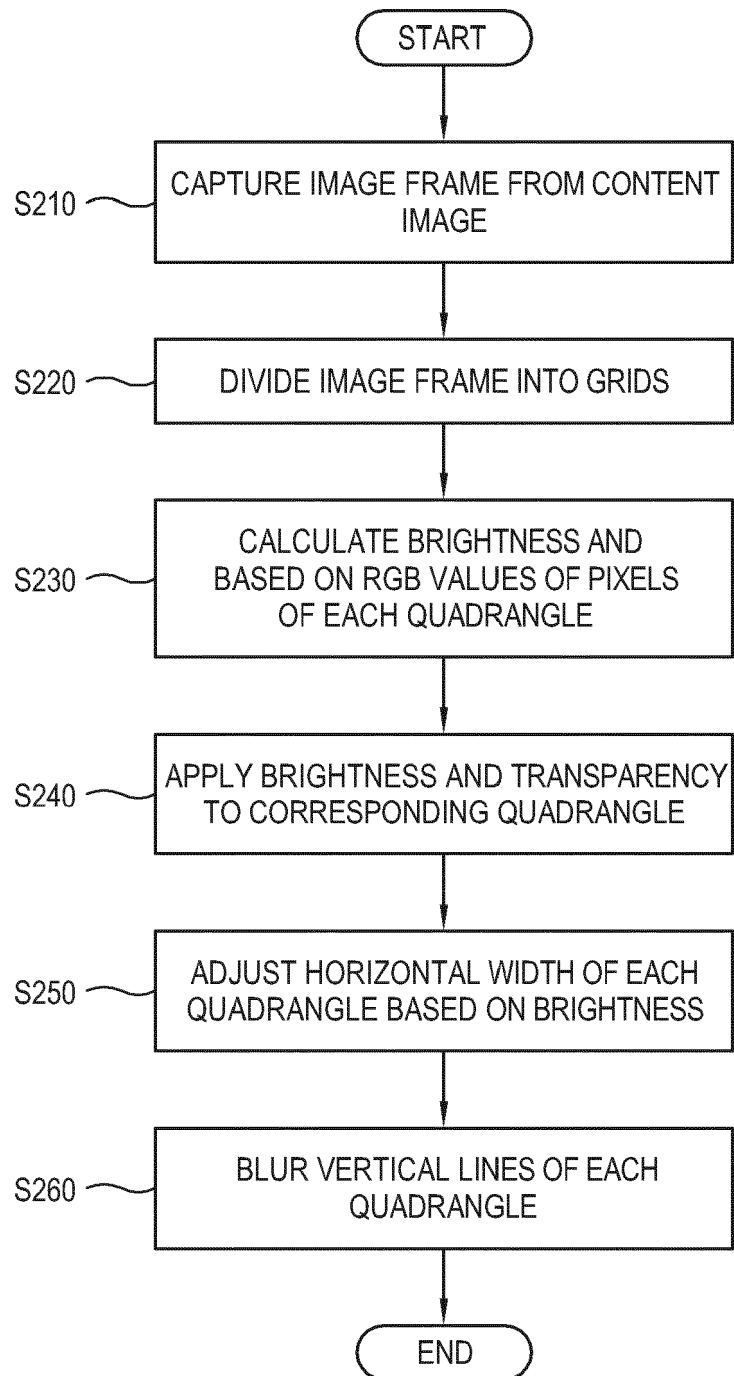 START
S210
CAPTURE IMAGE FRAME FROM CONTENT
IMAGE
S220
DIVIDE IMAGE FRAME INTO GRIDS
S230
CALCULATE BRIGHTNESS AND
BASED ON RGB VALUES OF PIXELS
OF EACH QUADRANGLE
S240
APPLY BRIGHTNESS AND TRANSPARENCY
TO CORRESPONDING QUADRANGLE
S250
ADJUST HORIZONTAL WIDTH OF EACH
QUADRANGLE BASED ON BRIGHTNESS
S260
BLUR VERTICAL LINES OF EACH
QUADRANGLE
END